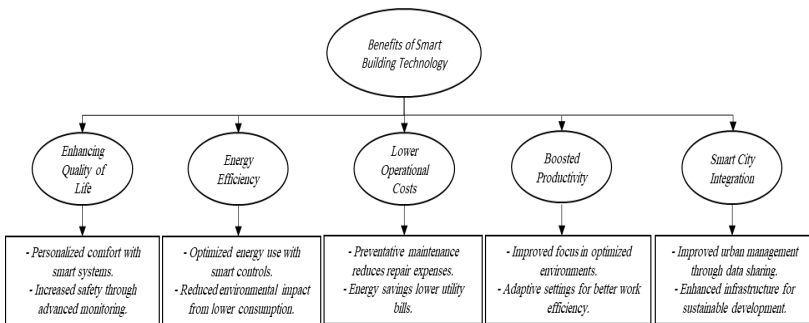 Benefits of Smart
Building Technology
Enhancing
Quality of
Life
Energy
Efficiency
Lower
Operational
Costs
Boosted
Productivity
Smart City
Integration
- Personalized comfort with
smart systems.
- Increased safety through
advanced monitoring.
- Optimized energy use with
smart controls.
- Reduced environmental impact
from lower consumption.
- Preventative maintenance
reduces repair expenses.
- Energy savings lower utility
bills.
- Improved focus in optimized
environments.
- Adaptive settings for better work
efficiency.
- Improved urban management
through data sharing.
- Enhanced infrastructure for
sustainable development.